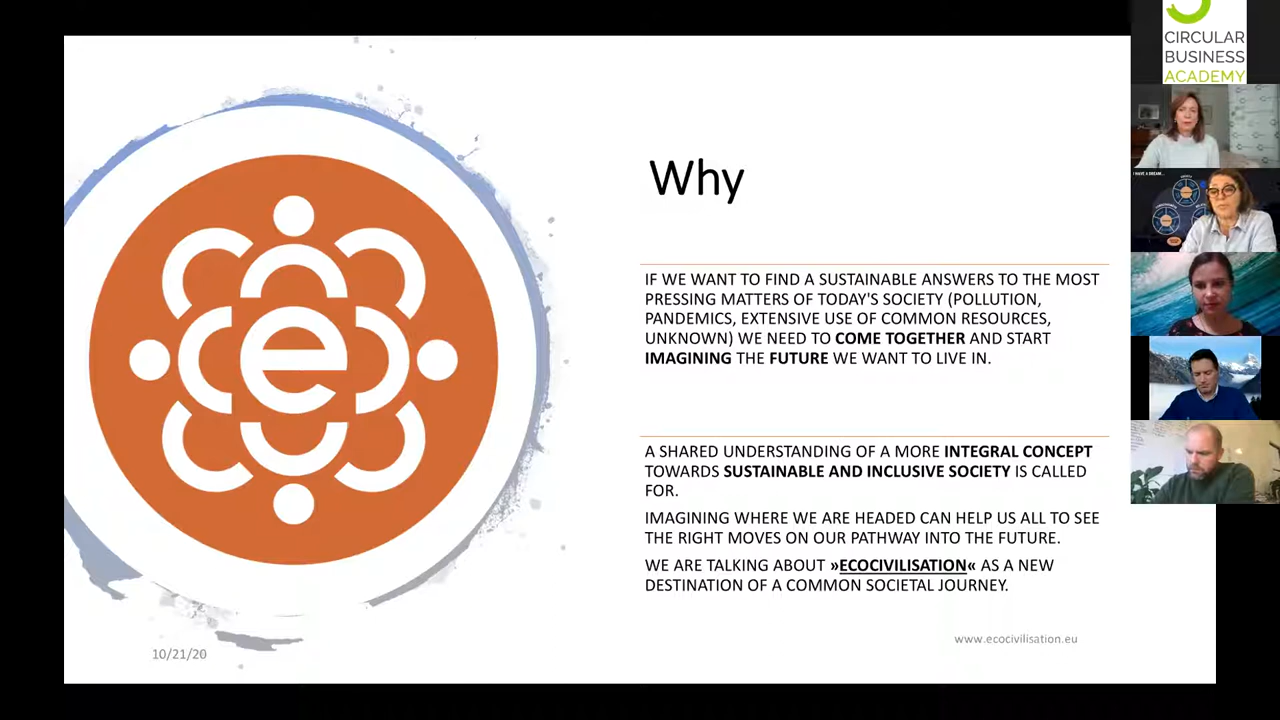 CIRCULAR
BUSINESS
ACADEMY
I HAVE A DREAM...
Why
IF WE WANT TO FIND A SUSTAINABLE ANSWERS TO THE MOST
PRESSING MATTERS OF TODAY'S SOCIETY (POLLUTION,
PANDEMICS, EXTENSIVE USE OF COMMON RESOURCES,
UNKNOWN) WE NEED TO COME TOGETHER AND START
IMAGINING THE FUTURE WE WANT TO LIVE IN.
A SHARED UNDERSTANDING OF A MORE INTEGRAL CONCEPT
TOWARDS SUSTAINABLE AND INCLUSIVE SOCIETY IS CALLED
FOR.
IMAGINING WHERE WE ARE HEADED CAN HELP US ALL TO SEE
THE RIGHT MOVES ON OUR PATHWAY INTO THE FUTURE.
WE ARE TALKING ABOUT »ECOCIVILISATION« AS A NEW
DESTINATION OF A COMMON SOCIETAL JOURNEY.
e
www.ecocivilisation.eu
10/21/20